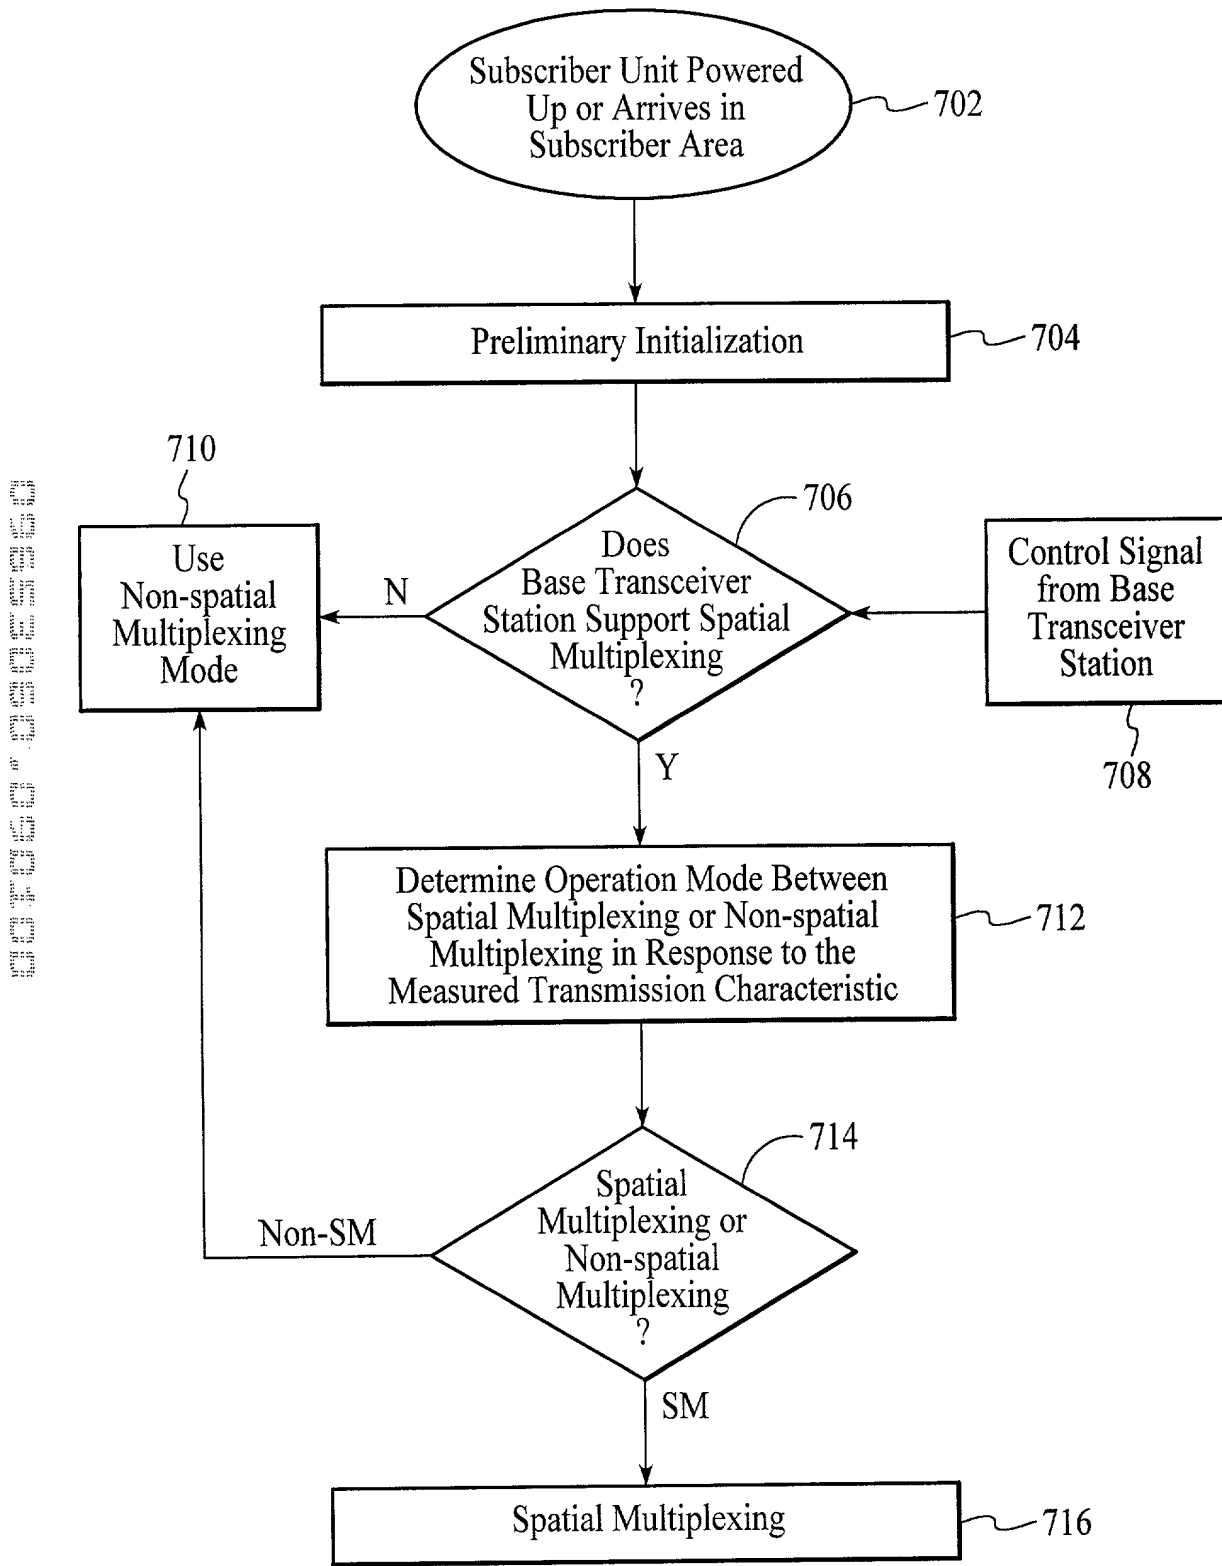 Subscriber Unit Powered
Up or Arrives in
Subscriber Area
702
Preliminary Initialization
704
710
706
Use
Non-spatial
Multiplexing
Mode
N
Does
Base Transceiver
Station Support Spatial
Multiplexing
?
Control Signal
from Base
Transceiver
Station
708
Y
Determine Operation Mode Between
Spatial Multiplexing or Non-spatial
Multiplexing in Response to the
Measured Transmission Characteristic
712
714
Non-SM
Spatial
Multiplexing or
Non-spatial
Multiplexing
?
SM
Spatial Multiplexing
716